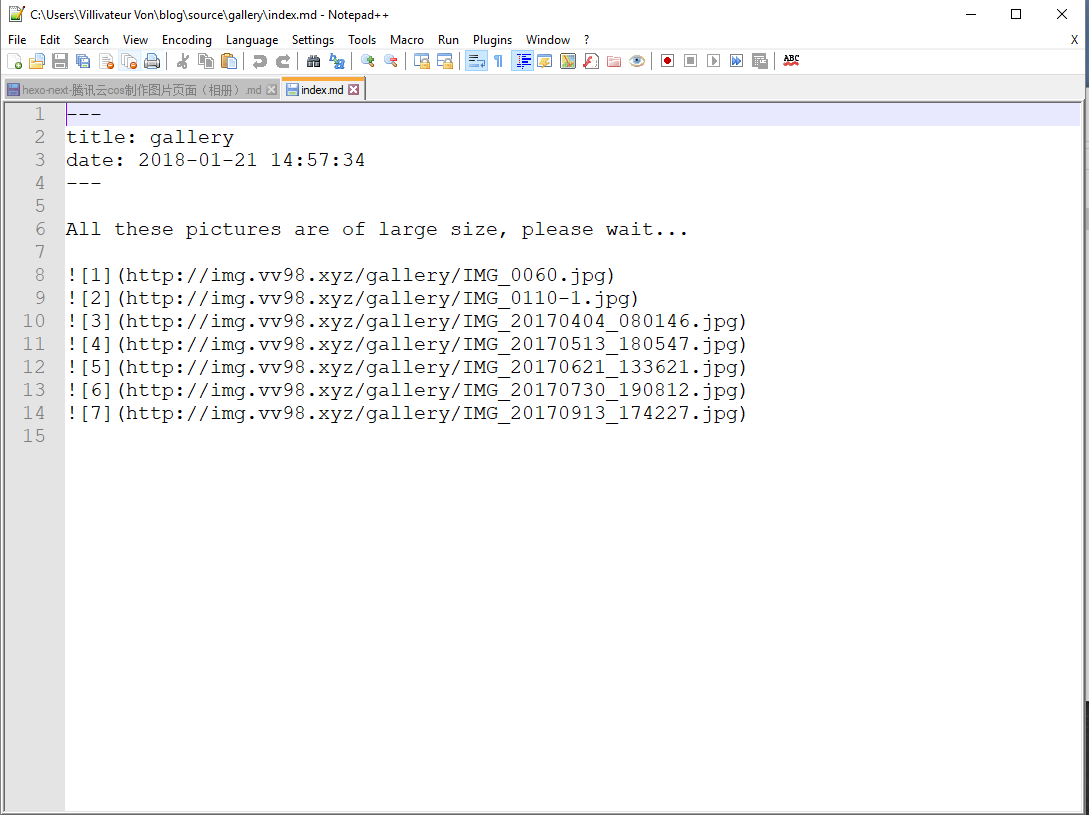 C:\Users\Villivateur Von\blog\source\gallery\index.md - Notepad++
File Edit Search View Encoding Language Settings Tools Macro Run Plugins Window ? X
ABC
hexo-next-腾讯云cos制作图片页面（相册）.md index.md
1 ---
2 title: gallery
3 date: 2018-01-21 14:57:34
4 ---
5
6 All these pictures are of large size, please wait...
7
8 ![1](http://img.vv98.xyz/gallery/IMG_0060.jpg)
9 ![2](http://img.vv98.xyz/gallery/IMG_0110-1.jpg)
10 ![3](http://img.vv98.xyz/gallery/IMG_20170404_080146.jpg)
11 ![4](http://img.vv98.xyz/gallery/IMG_20170513_180547.jpg)
12 ![5](http://img.vv98.xyz/gallery/IMG_20170621_133621.jpg)
13 ![6](http://img.vv98.xyz/gallery/IMG_20170730_190812.jpg)
14 ![7](http://img.vv98.xyz/gallery/IMG_20170913_174227.jpg)
15